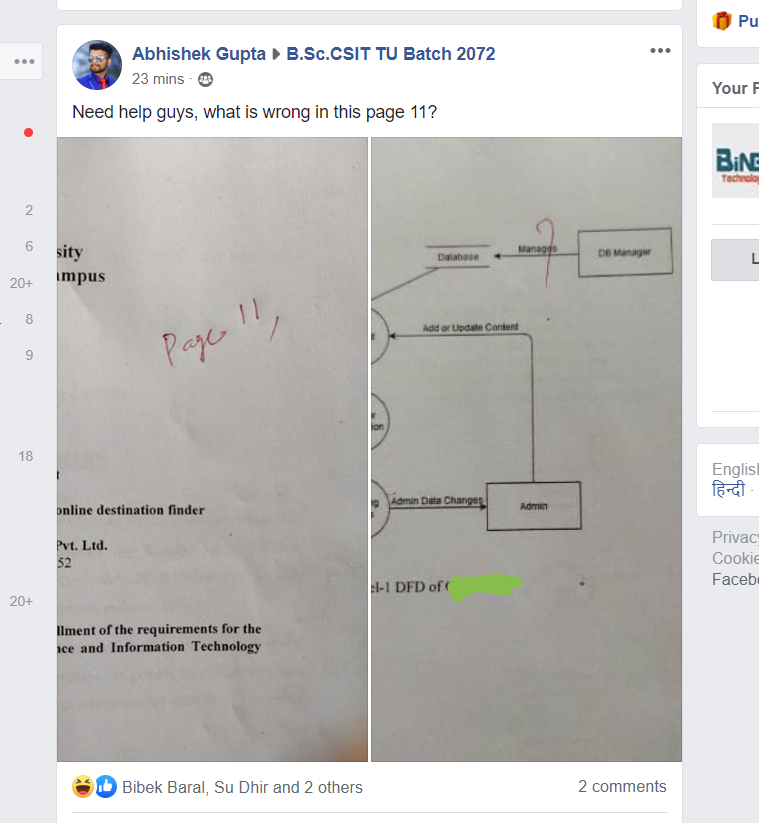 Pu
Abhishek Gupta ▸ B.Sc.CSIT TU Batch 2072
23 mins ·
Need help guys, what is wrong in this page 11?
Your F
2
6
20+
8
9
18
20+
sity
mpus
Page 11,
online destination finder
Pvt. Ltd.
52
llment of the requirements for the
nce and Information Technology
Database
Manages
?
DB Manager
Add or Update Content
ion
Admin Data Changes
Admin
el-1 DFD of
BiNG
Technolo
L
English
हिन्दी ·
Privacy
Cookie
Faceb
Bibek Baral, Su Dhir and 2 others
2 comments